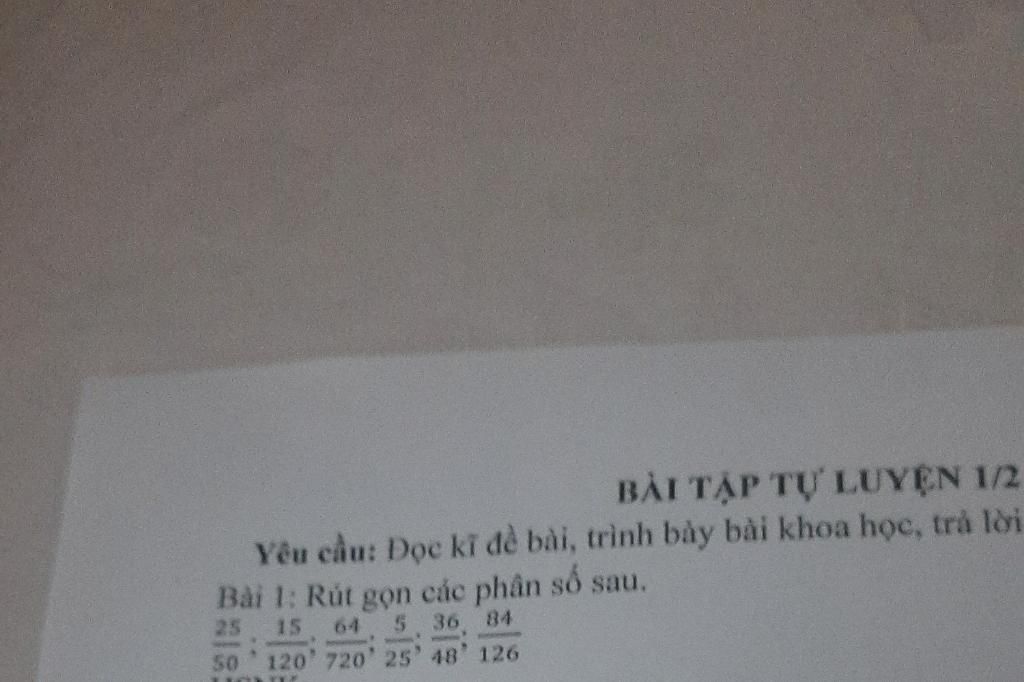 BÀI TẬP TỰ LUYỆN 1/2
Yêu cầu: Đọc kĩ đề bài, trình bày bài khoa học, trả lời
Bài 1: Rút gọn các phân số sau.
25/50 ; 15/120 ; 64/720 ; 5/25 ; 36/48 ; 84/126